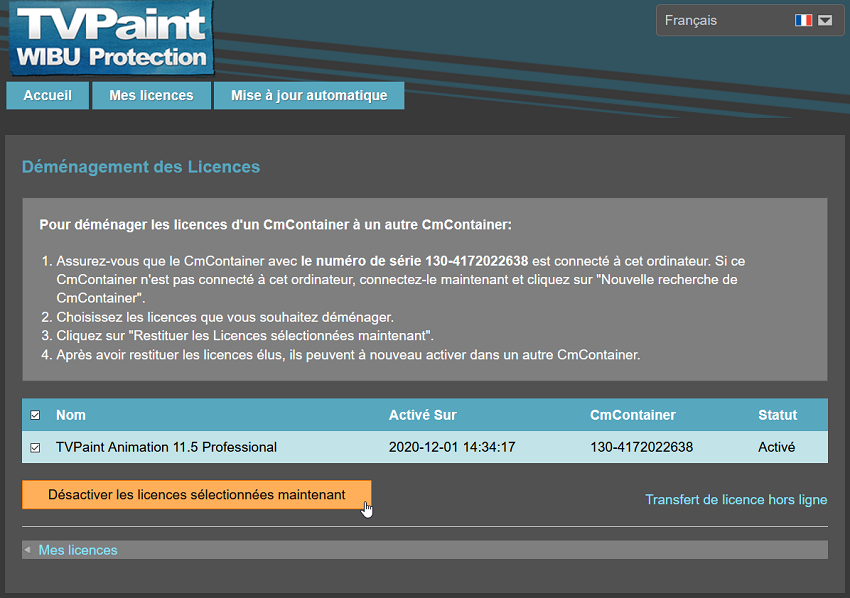 TVPaint
WIBU Protection
Français
Accueil
Mes licences
Mise à jour automatique
Déménagement des Licences
Pour déménager les licences d'un CmContainer à un autre CmContainer:
1. Assurez-vous que le CmContainer avec le numéro de série 130-4172022638 est connecté à cet ordinateur. Si ce
CmContainer n'est pas connecté à cet ordinateur, connectez-le maintenant et cliquez sur "Nouvelle recherche de
CmContainer".
2. Choisissez les licences que vous souhaitez déménager.
3. Cliquez sur "Restituer les Licences sélectionnées maintenant".
4. Après avoir restituer les licences élus, ils peuvent à nouveau activer dans un autre CmContainer.
Nom Activé Sur CmContainer Statut
TVPaint Animation 11.5 Professional 2020-12-01 14:34:17 130-4172022638 Activé
Désactiver les licences sélectionnées maintenant
Transfert de licence hors ligne
Mes licences